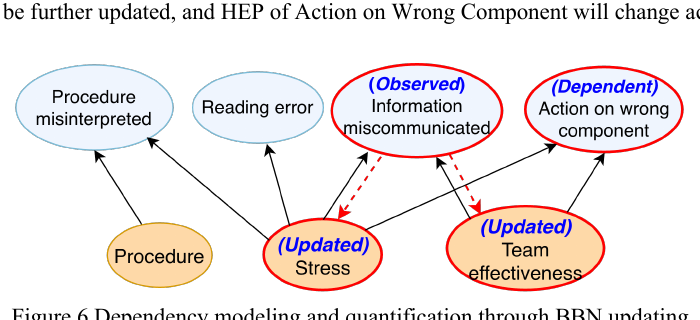 be further updated, and HEP of Action on Wrong Component will change
Procedure
misinterpreted
Reading error
(Observed)
Information
miscommunicated
(Dependent)
Action on wrong
component
Procedure
(Updated)
Stress
(Updated)
Team
effectiveness
Figure 6 Dependency modeling and quantification through BBN updating